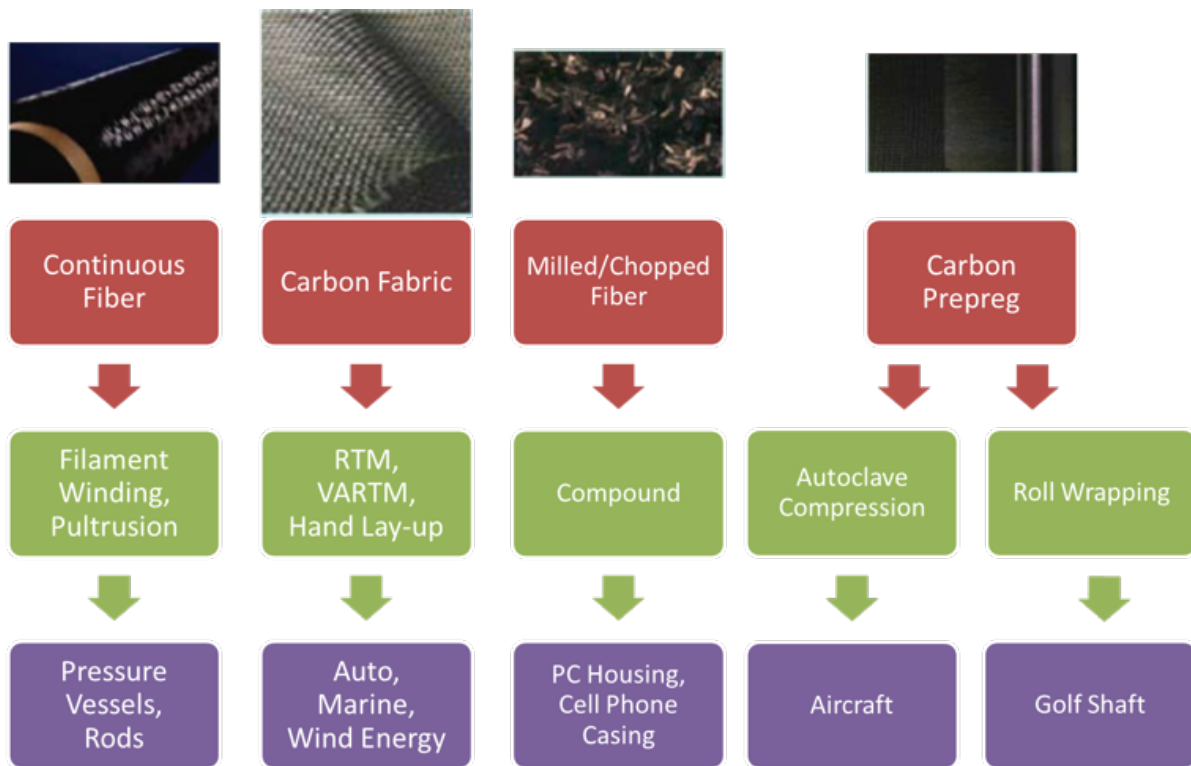 Continuous
Fiber
Carbon Fabric
Milled/Chopped
Fiber
Carbon
Prepreg
Filament
Winding,
Pultrusion
RTM,
VARTM,
Hand Lay-up
Compound
Autoclave
Compression
Roll Wrapping
Pressure
Vessels,
Rods
Auto,
Marine,
Wind Energy
PC Housing,
Cell Phone
Casing
Aircraft
Golf Shaft